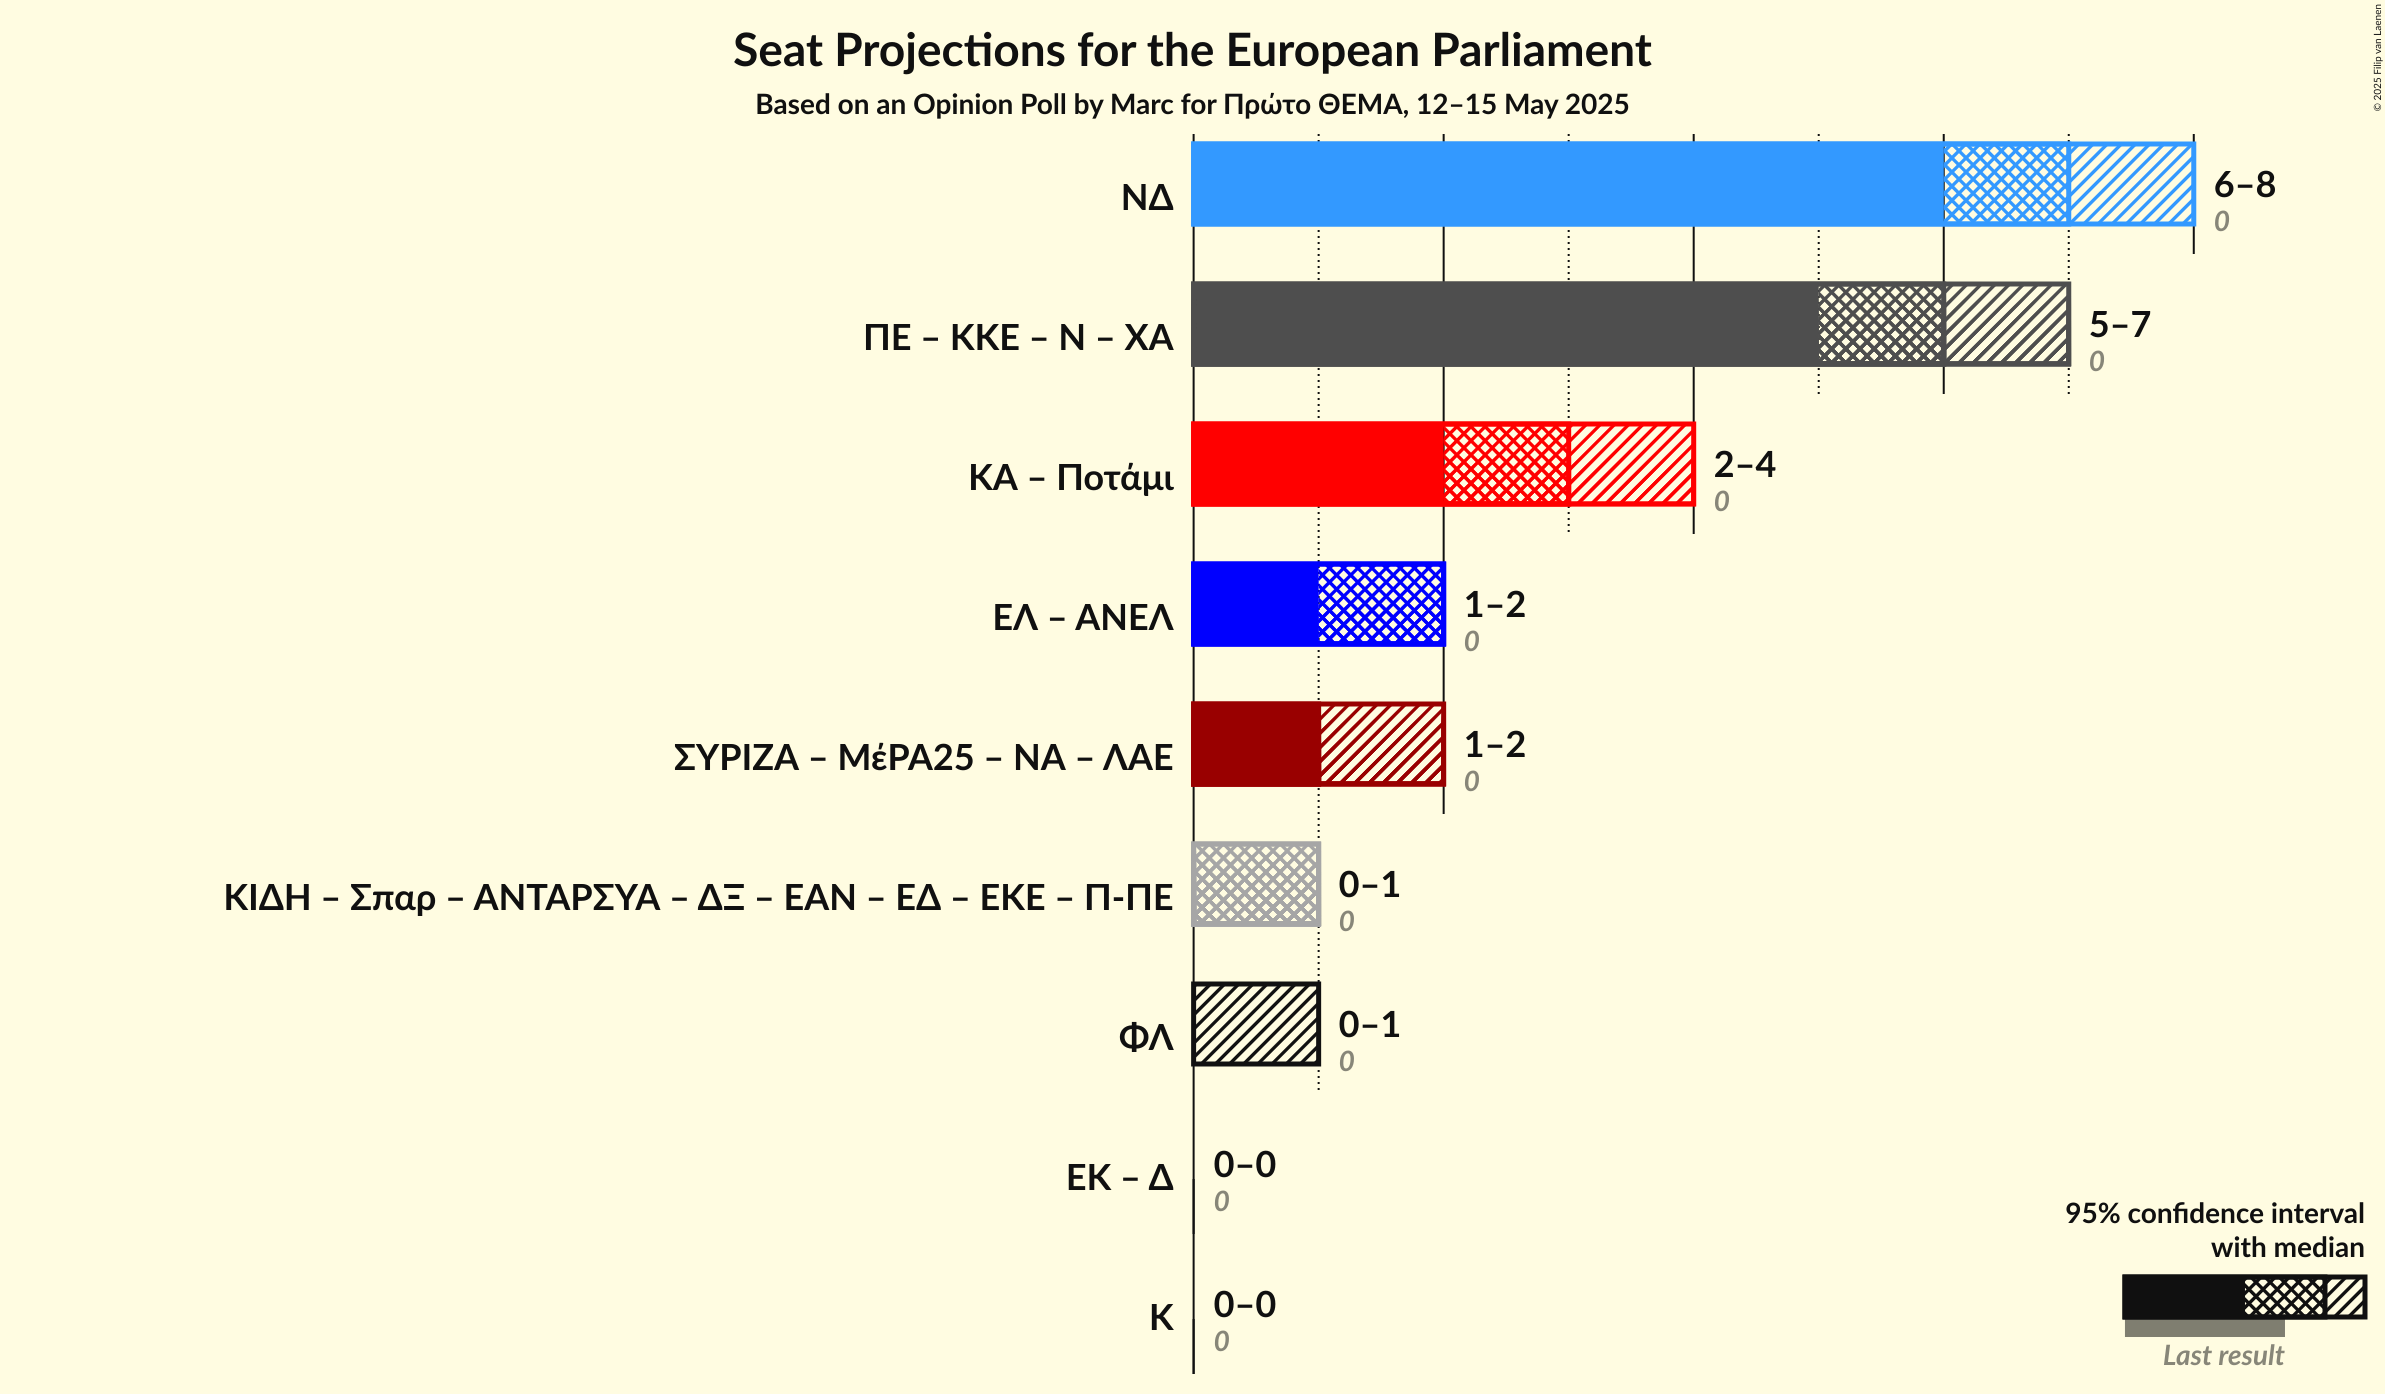 Seat Projections for the European Parliament
Based on an Opinion Poll by Marc for Πρώτο ΘΕΜΑ, 12–15 May 2025
© 2025 Filip van Laenen
ΝΔ
6–8
0
ΠΕ – ΚΚΕ – Ν – ΧΑ
5–7
0
ΚΑ – Ποτάμι
2–4
0
ΕΛ – ΑΝΕΛ
1–2
0
ΣΥΡΙΖΑ – ΜέΡΑ25 – ΝΑ – ΛΑΕ
1–2
0
ΚΙΔΗ – Σπαρ – ΑΝΤΑΡΣΥΑ – ΔΞ – ΕΑΝ – ΕΔ – ΕΚΕ – Π-ΠΕ
0–1
0
ΦΛ
0–1
0
ΕΚ – Δ
0–0
0
Κ
0–0
0
95% confidence interval
with median
Last result